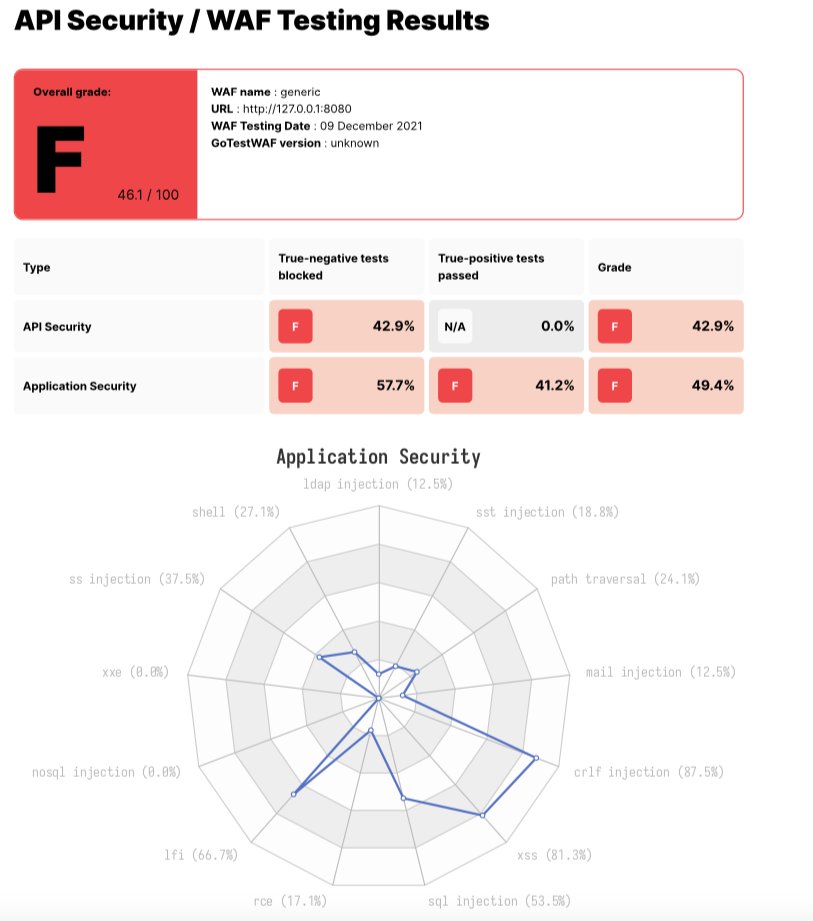 API Security / WAF Testing Results
Overall grade:
F
46.1 / 100
WAF name : generic
URL : http://127.0.0.1:8080
WAF Testing Date : 09 December 2021
GoTestWAF version : unknown
Type
True-negative tests
blocked
True-positive tests
passed
Grade
API Security
F 42.9%
N/A 0.0%
F 42.9%
Application Security
F 57.7%
F 41.2%
F 49.4%
Application Security
ldap injection (12.5%)
shell (27.1%)
sst injection (18.8%)
ss injection (37.5%)
path traversal (24.1%)
xxe (0.0%)
mail injection (12.5%)
nosql injection (0.0%)
crlf injection (87.5%)
lfi (66.7%)
xss (81.3%)
rce (17.1%)
sql injection (53.5%)